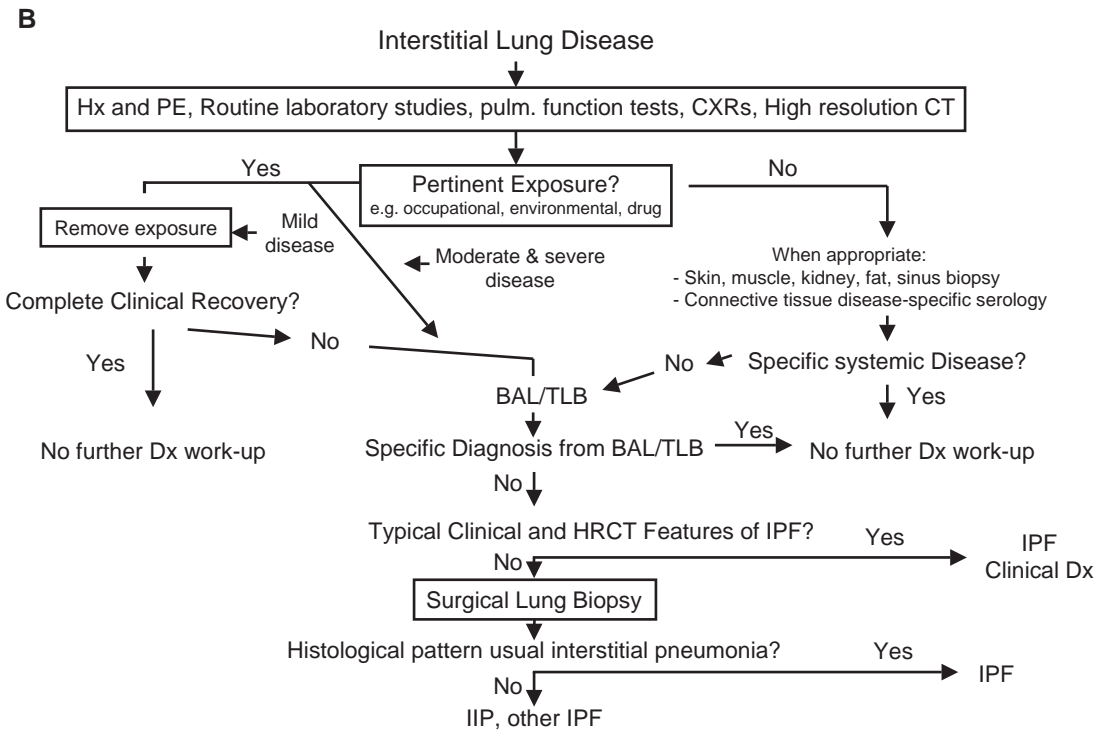 B
Interstitial Lung Disease
Hx and PE, Routine laboratory studies, pulm. function tests, CXRs, High resolution CT
Yes
Pertinent Exposure?
e.g. occupational, environmental, drug
No
Remove exposure
Mild
disease
Moderate & severe
disease
When appropriate:
- Skin, muscle, kidney, fat, sinus biopsy
- Connective tissue disease-specific serology
Complete Clinical Recovery?
No
Yes
No
Specific systemic Disease?
BAL/TLB
Yes
No further Dx work-up
Specific Diagnosis from BAL/TLB
Yes
No further Dx work-up
No
Typical Clinical and HRCT Features of IPF?
Yes
IPF
Clinical Dx
No
Surgical Lung Biopsy
Histological pattern usual interstitial pneumonia?
Yes
IPF
No
IIP, other IPF